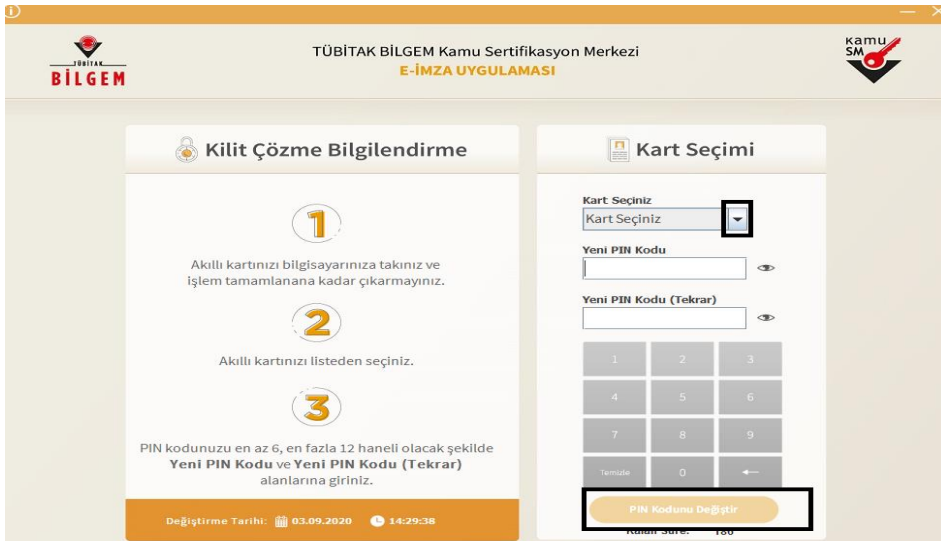 TÜBİTAK
BİLGEM
TÜBİTAK BİLGEM Kamu Sertifikasyon Merkezi
E-İMZA UYGULAMASI
Kamu
SM
Kilit Çözme Bilgilendirme
1
Akıllı kartınızı bilgisayarınıza takınız ve
işlem tamamlanana kadar çıkarmayınız.
2
Akıllı kartınızı listeden seçiniz.
3
PIN kodunuzu en az 6, en fazla 12 haneli olacak şekilde
Yeni PIN Kodu ve Yeni PIN Kodu (Tekrar)
alanlarına giriniz.
Değiştirme Tarihi: 03.09.2020 14:29:38
Kart Seçimi
Kart Seçiniz
Kart Seçiniz
Yeni PIN Kodu
Yeni PIN Kodu (Tekrar)
1 2 3
4 5 6
7 8 9
Temizle 0 ←
PIN Kodunu Değiştir
Kalan Süre: 180